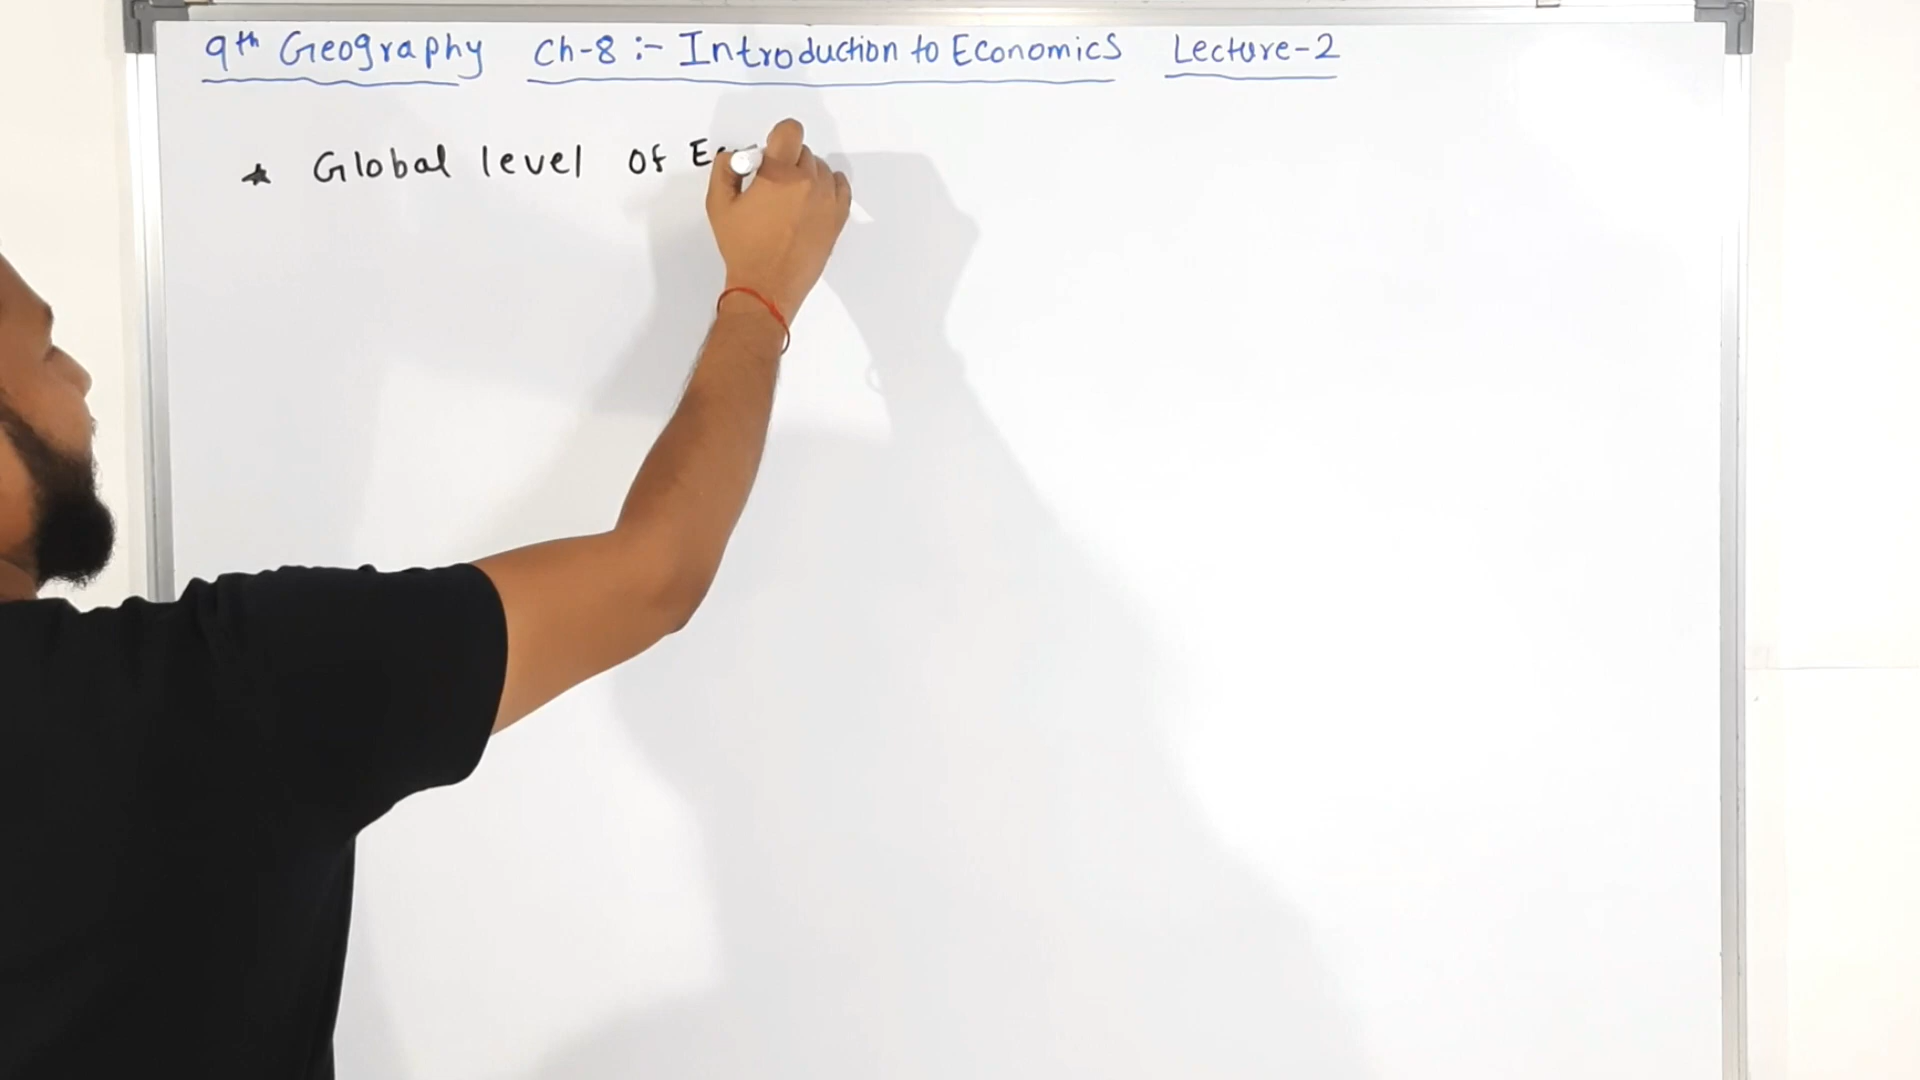 9th Geography Ch-8 :- Introduction to Economics Lecture-2
★ Global level of